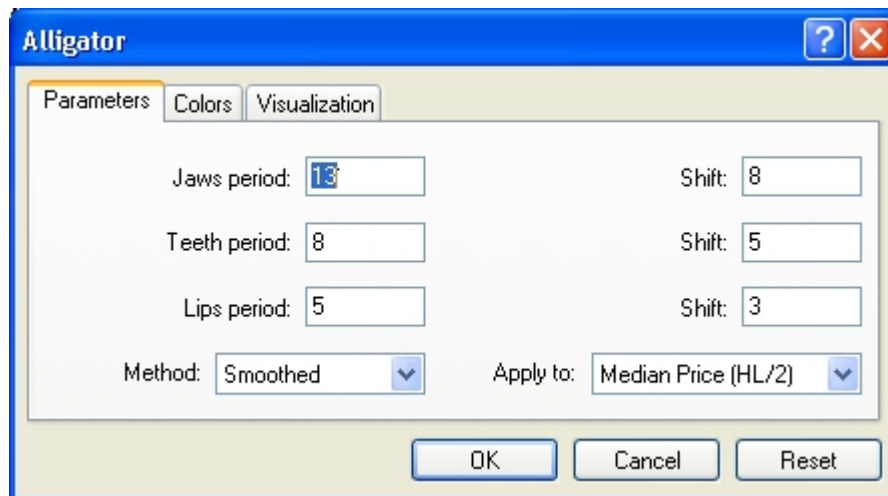 Alligator
Parameters Colors Visualization
Jaws period: 13 Shift: 8
Teeth period: 8 Shift: 5
Lips period: 5 Shift: 3
Method: Smoothed Apply to: Median Price (HL/2)
OK Cancel Reset